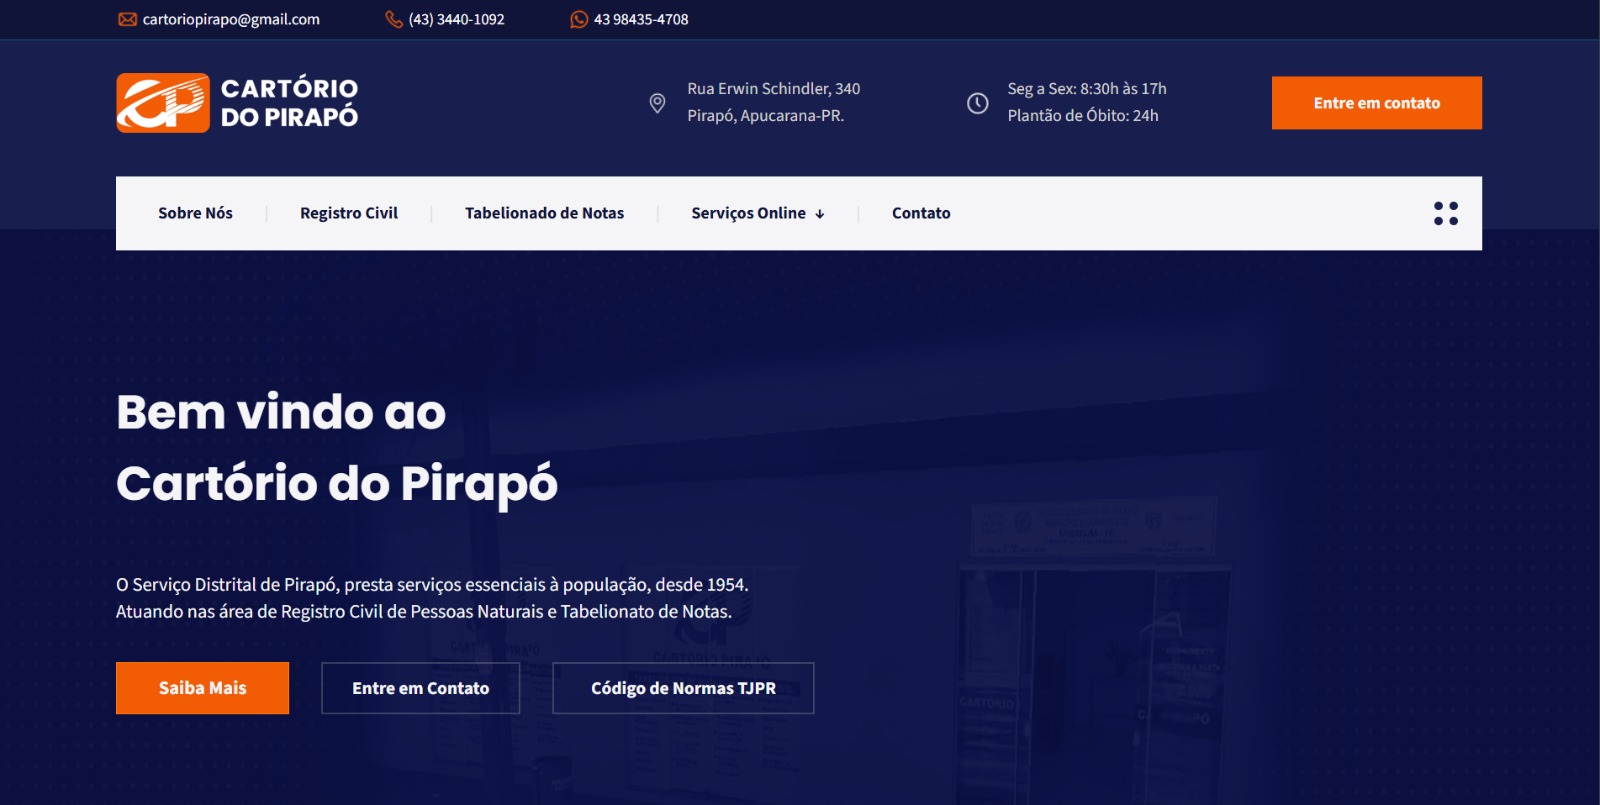 cartoriopirapo@gmail.com
(43) 3440-1092
43 98435-4708
CARTÓRIO
DO PIRAPÓ
Rua Erwin Schindler, 340
Pirapó, Apucarana-PR.
Seg a Sex: 8:30h às 17h
Plantão de Óbito: 24h
Entre em contato
Sobre Nós
Registro Civil
Tabelionado de Notas
Serviços Online
Contato
Bem vindo ao
Cartório do Pirapó
O Serviço Distrital de Pirapó, presta serviços essenciais à população, desde 1954.
Atuando nas área de Registro Civil de Pessoas Naturais e Tabelionato de Notas.
Saiba Mais
Entre em Contato
Código de Normas TJPR
CARTÓRIO